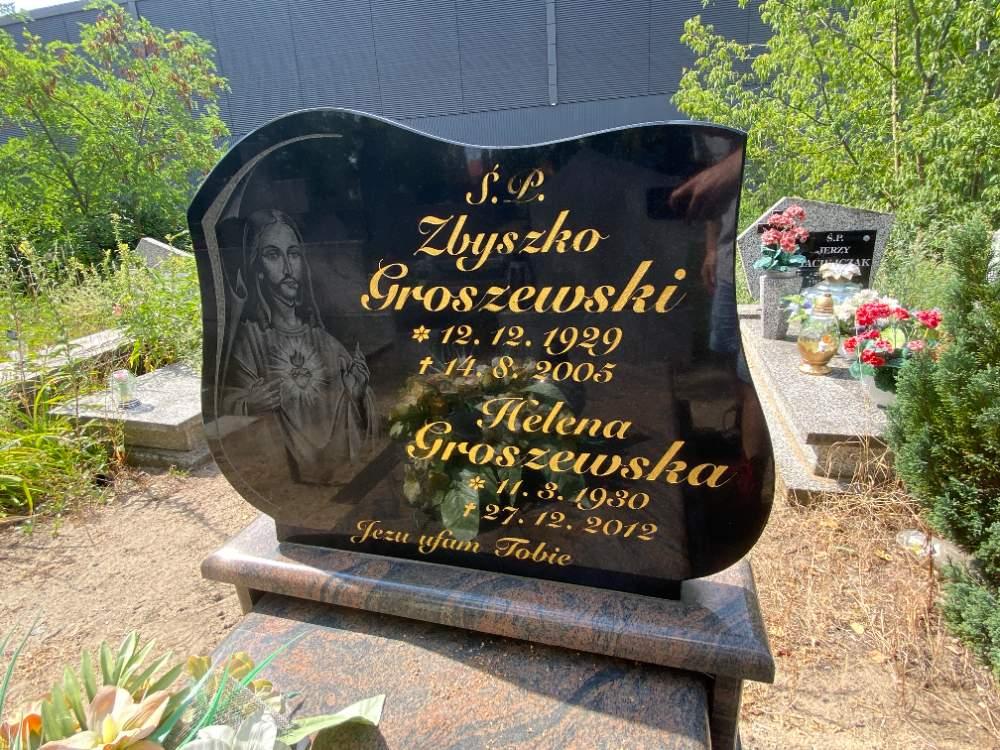 Ś. P.
Zbyszko
Groszewski
* 12. 12. 1929
† 14. 8. 2005
Helena
Groszewska
* 11. 3. 1930
† 27. 12. 2012
Jezu ufam Tobie
Ś.P.
JERZY